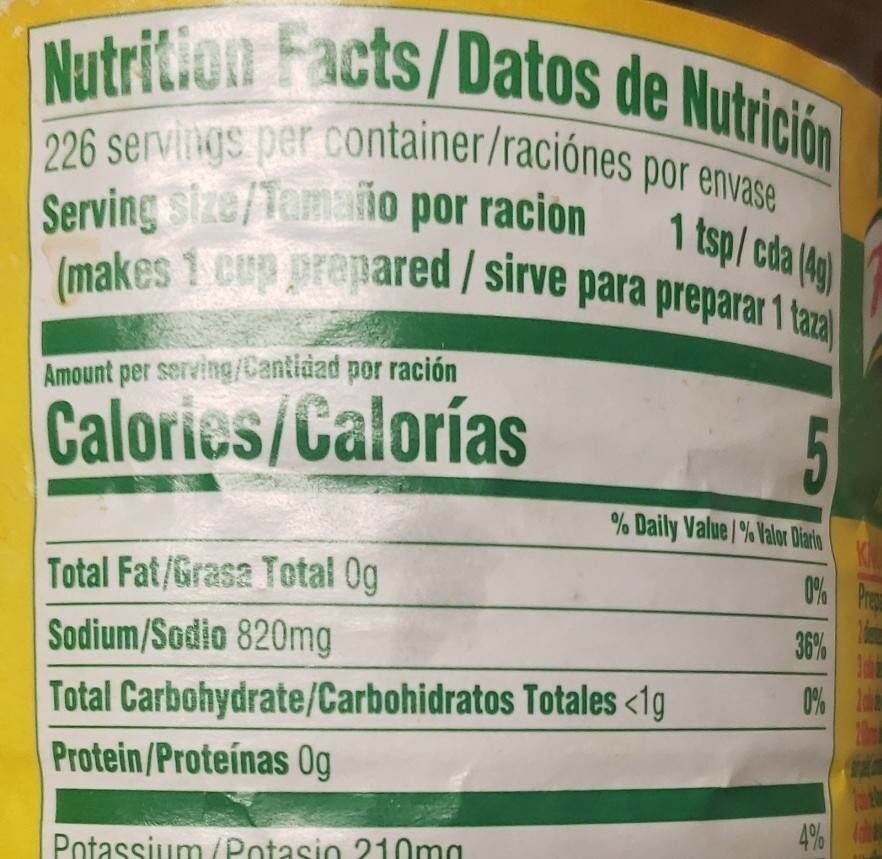 Nutrition Facts/Datos de Nutrición
226 servings per container/raciónes por envase
Serving size/Tamaño por ración 1 tsp/ cda (4g)
(makes 1 cup prepared / sirve para preparar 1 taza)
Amount per serving/Cantidad por ración
Calories/Calorías 5
% Daily Value / % Valor Diario
Total Fat/Grasa Total 0g 0%
Sodium/Sodio 820mg 36%
Total Carbohydrate/Carbohidratos Totales <1g 0%
Protein/Proteínas 0g
Potassium/Potasio 210mg 4%